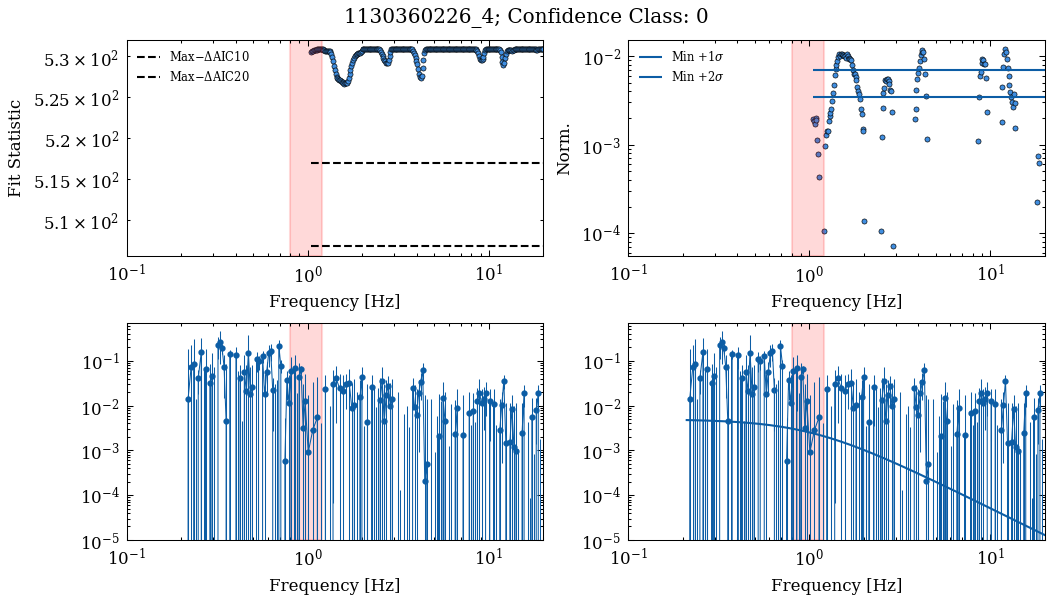 1130360226_4; Confidence Class: 0
Fit Statistic
5.3 × 10²
5.25 × 10²
5.2 × 10²
5.15 × 10²
5.1 × 10²
Max−ΔAIC10
Max−ΔAIC20
10⁻¹ 10⁰ 10¹
Frequency [Hz]
Norm.
10⁻²
10⁻³
10⁻⁴
Min +1σ
Min +2σ
10⁻¹ 10⁰ 10¹
Frequency [Hz]
10⁻¹
10⁻²
10⁻³
10⁻⁴
10⁻⁵
10⁻¹ 10⁰ 10¹
Frequency [Hz]
10⁻¹
10⁻²
10⁻³
10⁻⁴
10⁻⁵
10⁻¹ 10⁰ 10¹
Frequency [Hz]